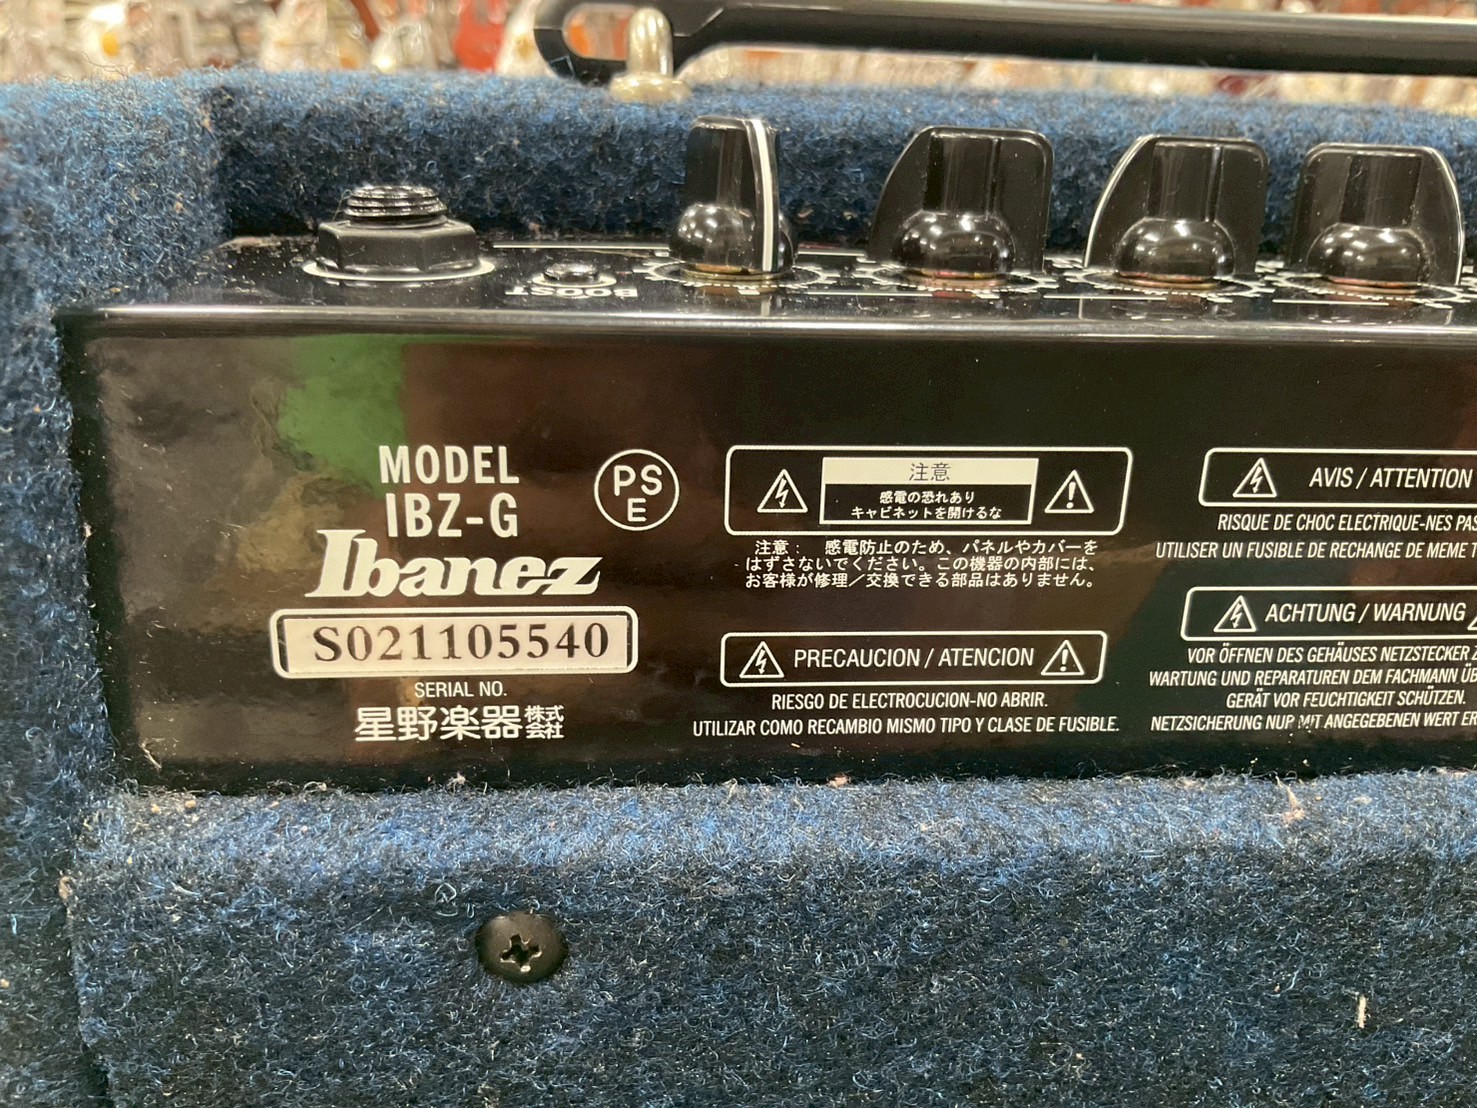 BOOST
MODEL
IBZ-G
Ibanez
S021105540
SERIAL NO.
星野楽器株式会社
PS
E
注意
感電の恐れあり
キャビネットを開けるな
注意： 感電防止のため、パネルやカバーを
はずさないでください。この機器の内部には、
お客様が修理／交換できる部品はありません。
PRECAUCION / ATENCION
RIESGO DE ELECTROCUCION-NO ABRIR.
UTILIZAR COMO RECAMBIO MISMO TIPO Y CLASE DE FUSIBLE.
AVIS / ATTENTION
RISQUE DE CHOC ELECTRIQUE-NES PAS
UTILISER UN FUSIBLE DE RECHANGE DE MEME
ACHTUNG / WARNUNG
VOR ÖFFNEN DES GEHÄUSES NETZSTECKER
WARTUNG UND REPARATUREN DEM FACHMANN
GERÄT VOR FEUCHTIGKEIT SCHÜTZEN.
NETZSICHERUNG NUP MIT ANGEGEBENEN WERT